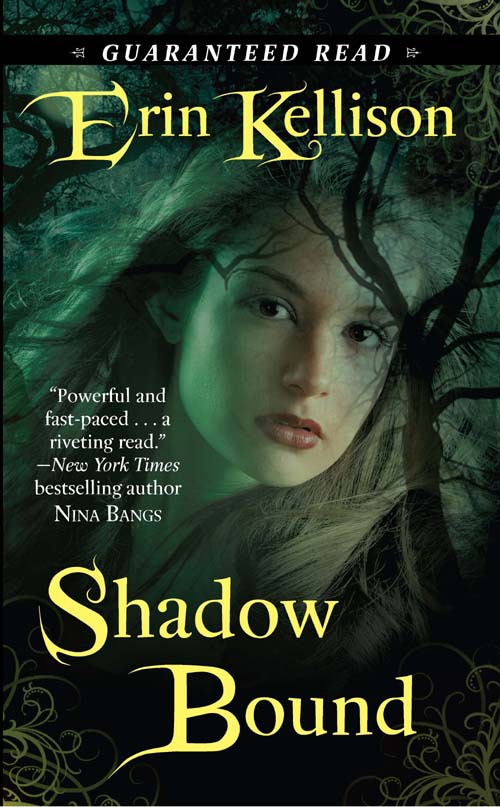 GUARANTEED READ
Erin Kellison
“Powerful and
fast-paced . . . a
riveting read.”
—New York Times
bestselling author
NINA BANGS
Shadow
Bound